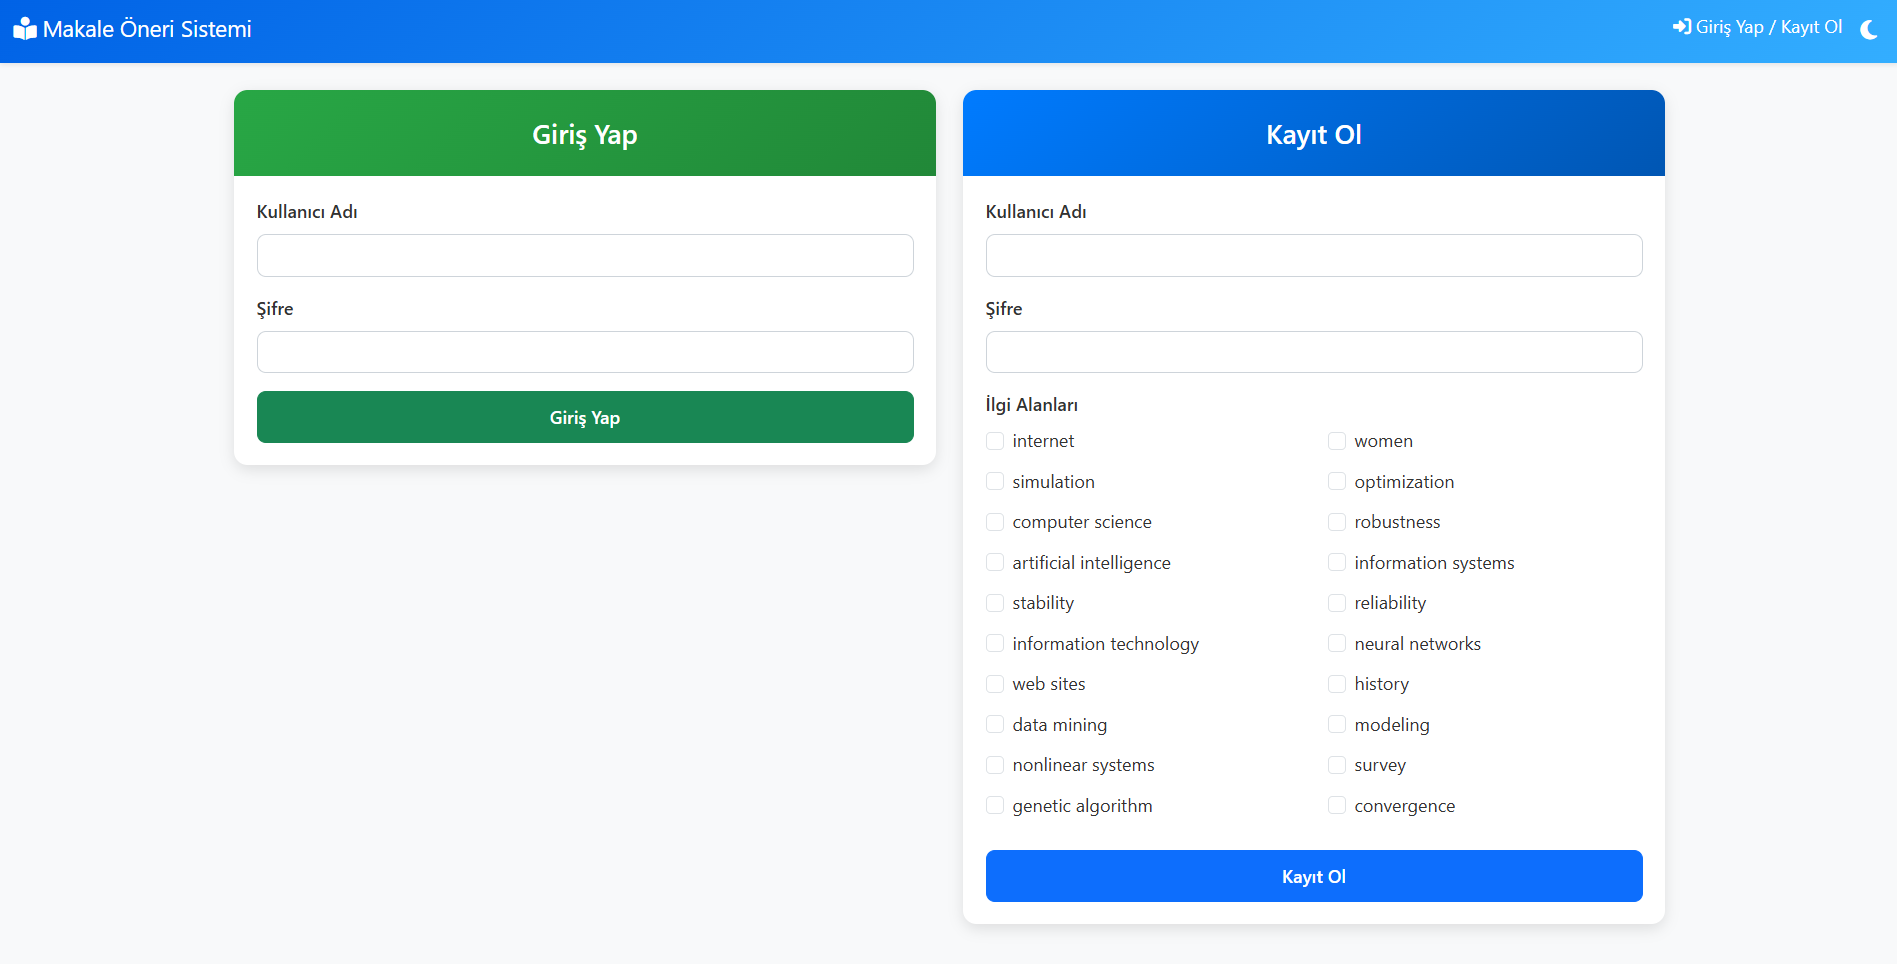 Makale Öneri Sistemi
Giriş Yap / Kayıt Ol
Giriş Yap
Kullanıcı Adı
Şifre
Giriş Yap
Kayıt Ol
Kullanıcı Adı
Şifre
İlgi Alanları
internet
women
simulation
optimization
computer science
robustness
artificial intelligence
information systems
stability
reliability
information technology
neural networks
web sites
history
data mining
modeling
nonlinear systems
survey
genetic algorithm
convergence
Kayıt Ol